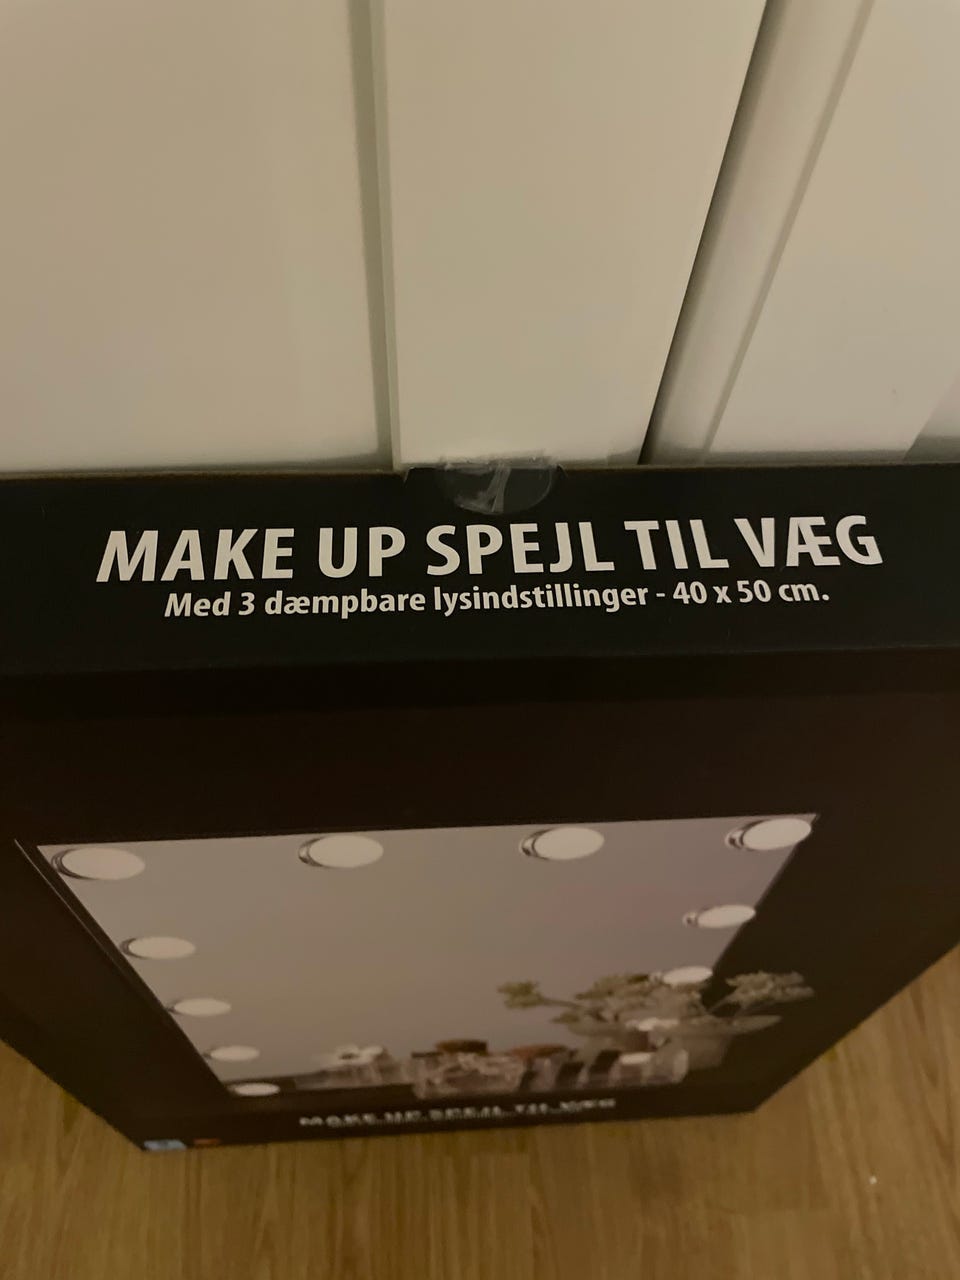 MAKE UP SPEJL TIL VÆG
Med 3 dæmpbare lysindstillinger - 40 x 50 cm.
MAKE UP SPEJL TIL VÆG